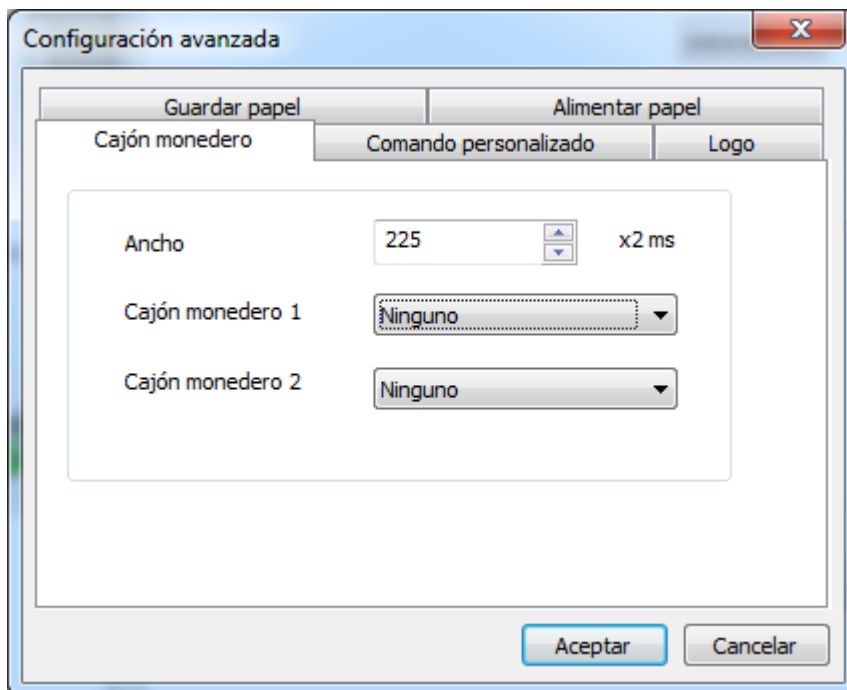 Configuración avanzada
Guardar papel
Alimentar papel
Cajón monedero
Comando personalizado
Logo
Ancho
225
x2 ms
Cajón monedero 1
Ninguno
Cajón monedero 2
Ninguno
Aceptar
Cancelar